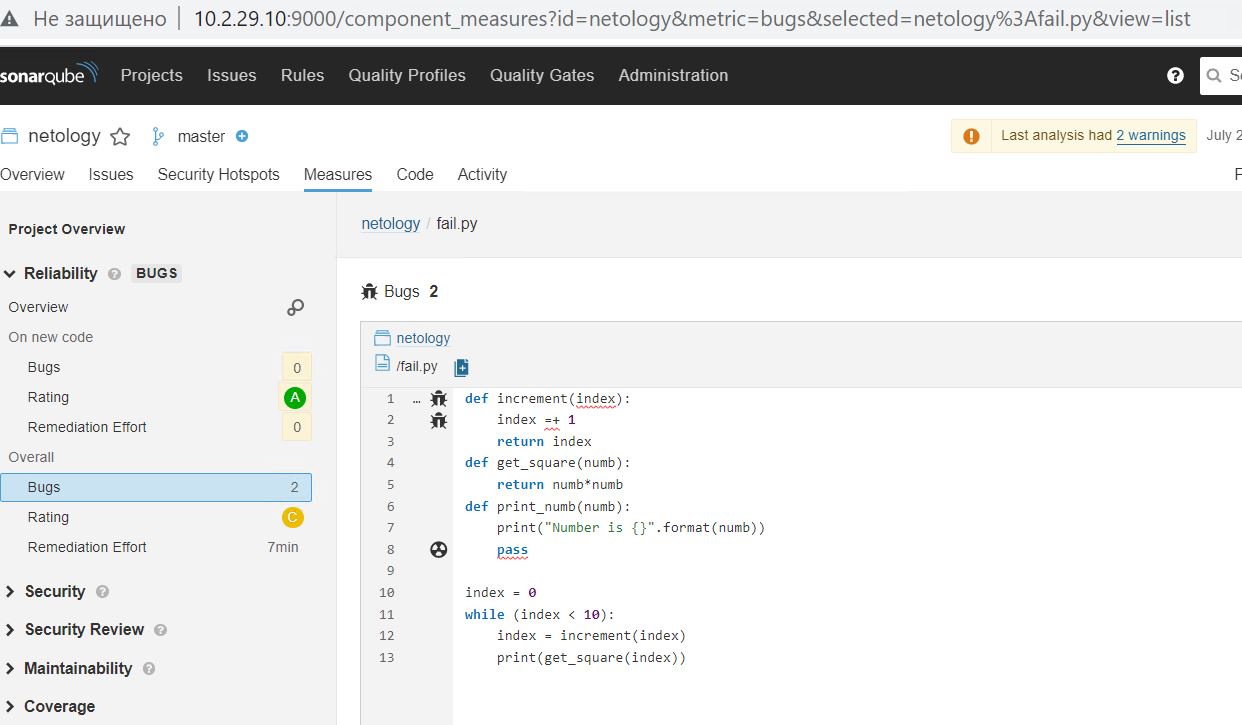 Не защищено 10.2.29.10:9000/component_measures?id=netology&metric=bugs&selected=netology%3Afail.py&view=list
sonarqube Projects Issues Rules Quality Profiles Quality Gates Administration
netology master Last analysis had 2 warnings July 2
Overview Issues Security Hotspots Measures Code Activity
Project Overview
netology / fail.py
Reliability BUGS
Bugs 2
Overview
On new code
Bugs 0
Rating A
Remediation Effort 0
Overall
Bugs 2
Rating C
Remediation Effort 7min
Security
Security Review
Maintainability
Coverage
netology
/fail.py
1 … def increment(index):
2 index =+ 1
3 return index
4 def get_square(numb):
5 return numb*numb
6 def print_numb(numb):
7 print("Number is {}".format(numb))
8 pass
9
10 index = 0
11 while (index < 10):
12 index = increment(index)
13 print(get_square(index))